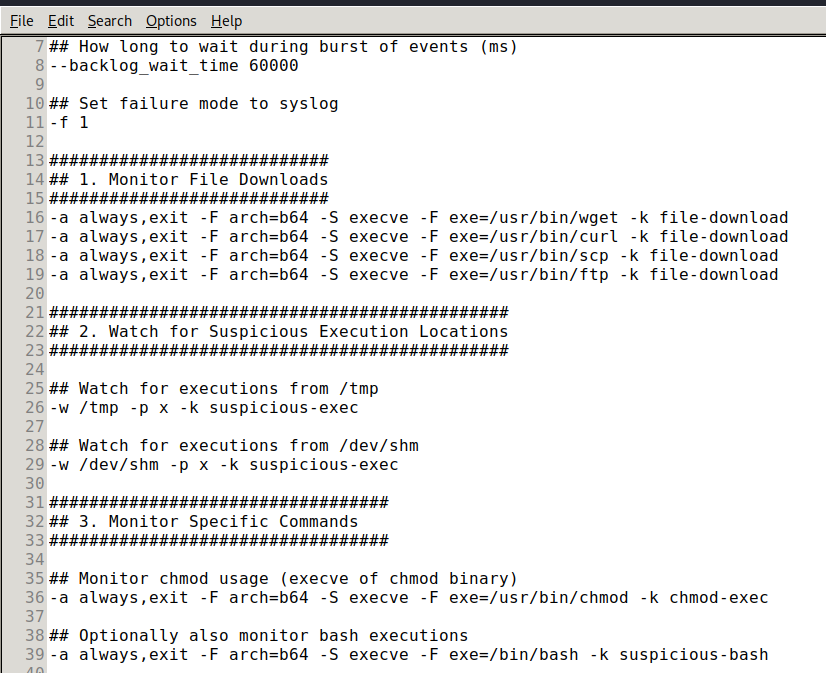 File Edit Search Options Help
7 ## How long to wait during burst of events (ms)
8 --backlog_wait_time 60000
9
10 ## Set failure mode to syslog
11 -f 1
12
13 ############################
14 ## 1. Monitor File Downloads
15 ############################
16 -a always,exit -F arch=b64 -S execve -F exe=/usr/bin/wget -k file-download
17 -a always,exit -F arch=b64 -S execve -F exe=/usr/bin/curl -k file-download
18 -a always,exit -F arch=b64 -S execve -F exe=/usr/bin/scp -k file-download
19 -a always,exit -F arch=b64 -S execve -F exe=/usr/bin/ftp -k file-download
20
21 ##############################################
22 ## 2. Watch for Suspicious Execution Locations
23 ##############################################
24
25 ## Watch for executions from /tmp
26 -w /tmp -p x -k suspicious-exec
27
28 ## Watch for executions from /dev/shm
29 -w /dev/shm -p x -k suspicious-exec
30
31 ##################################
32 ## 3. Monitor Specific Commands
33 ##################################
34
35 ## Monitor chmod usage (execve of chmod binary)
36 -a always,exit -F arch=b64 -S execve -F exe=/usr/bin/chmod -k chmod-exec
37
38 ## Optionally also monitor bash executions
39 -a always,exit -F arch=b64 -S execve -F exe=/bin/bash -k suspicious-bash
40